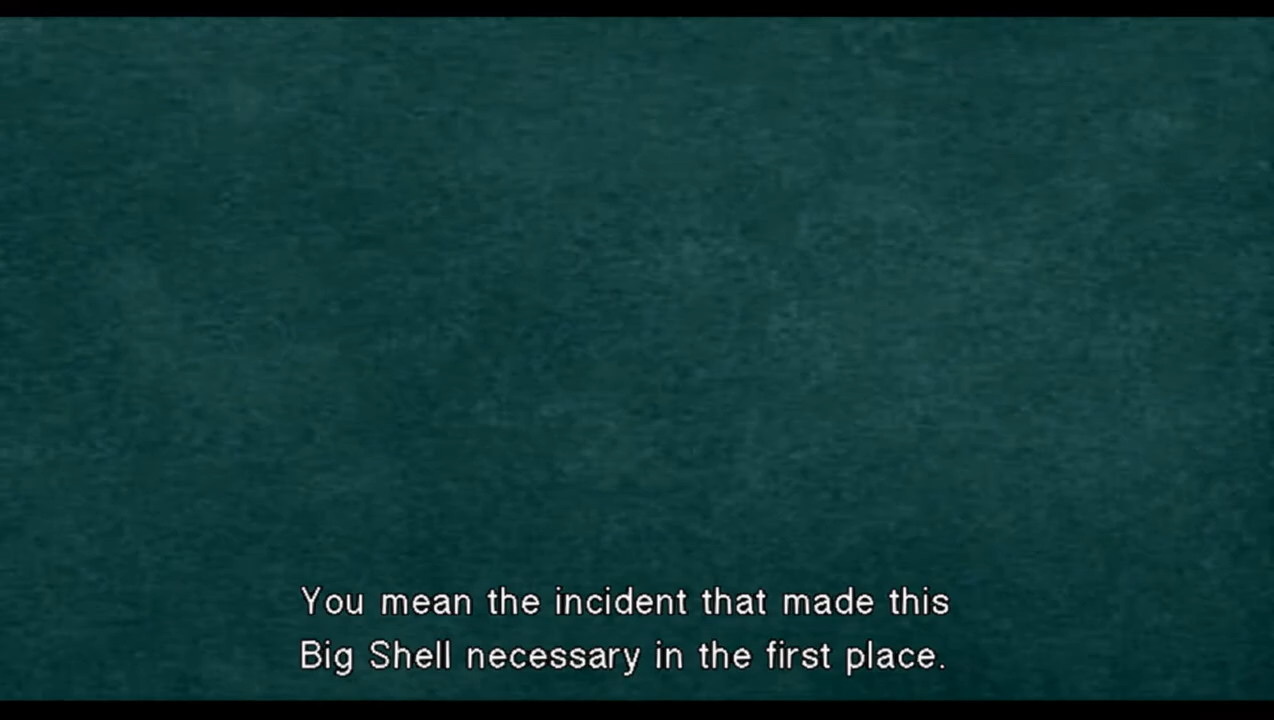 You mean the incident that made this
Big Shell necessary in the first place.